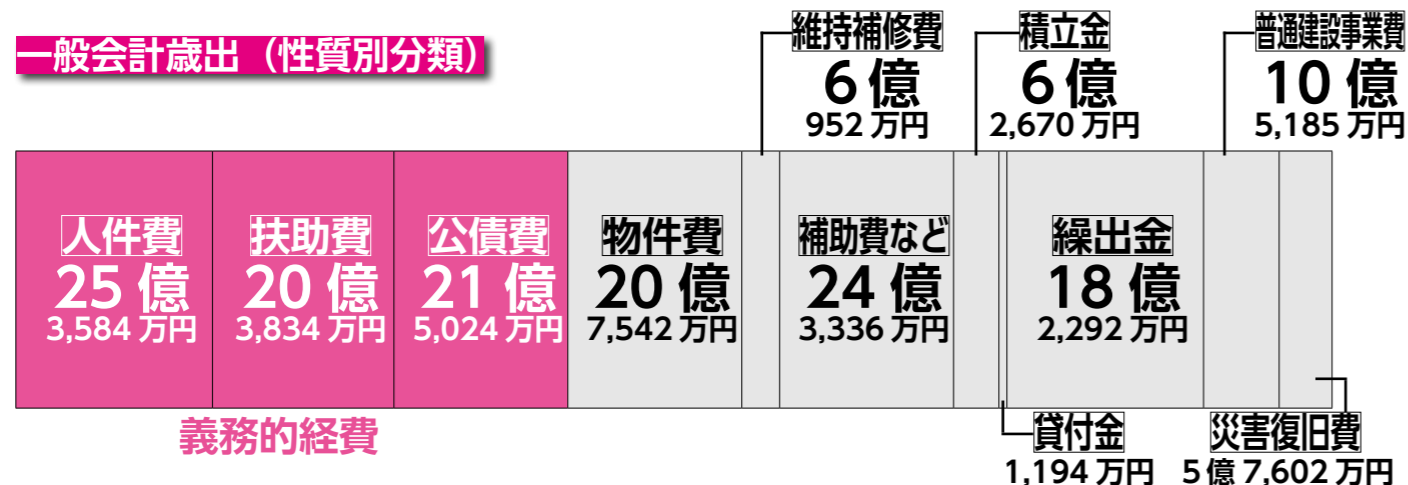 一般会計歳出（性質別分類）
維持補修費
6億
952万円
積立金
6億
2,670万円
普通建設事業費
10億
5,185万円
人件費
25億
3,584万円
扶助費
20億
3,834万円
公債費
21億
5,024万円
物件費
20億
7,542万円
補助費など
24億
3,336万円
繰出金
18億
2,292万円
義務的経費
貸付金
1,194万円
災害復旧費
5億7,602万円